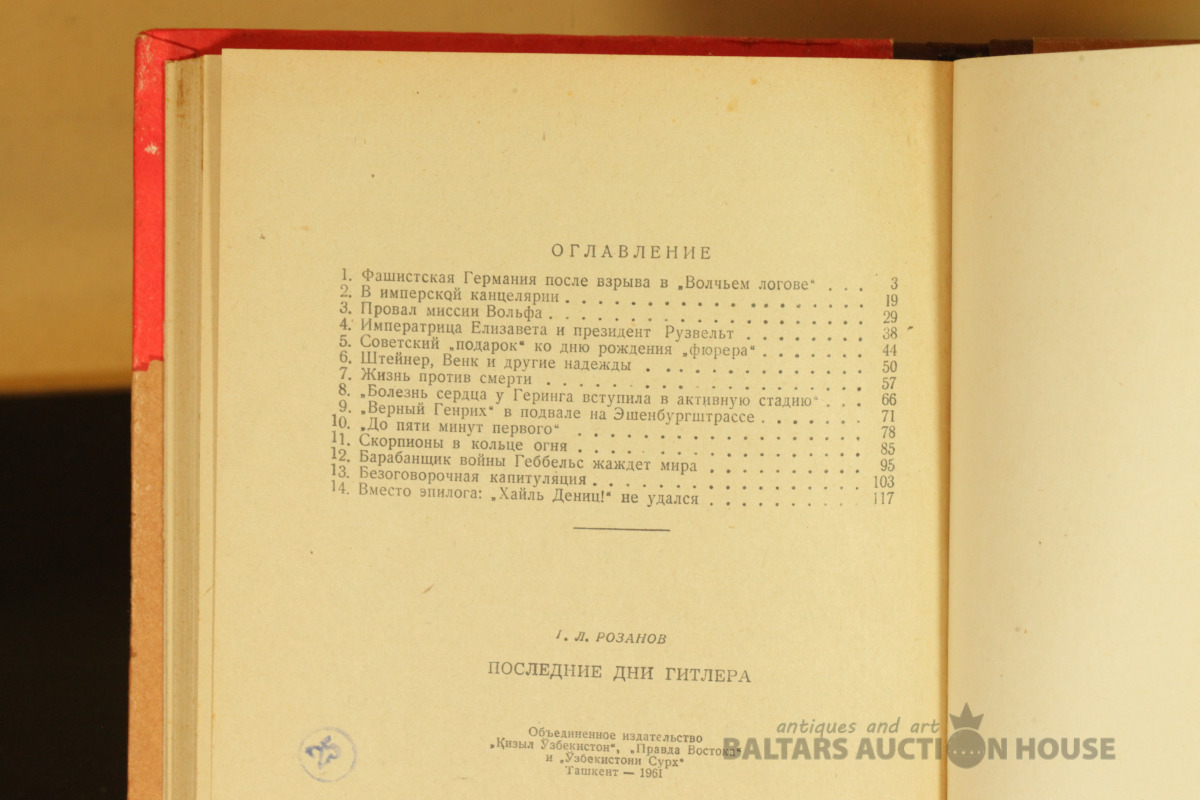 ОГЛАВЛЕНИЕ
1. Фашистская Германия после взрыва в „Волчьем логове“ . . . 3
2. В имперской канцелярии . . . . . . . . . . . . . . . . 19
3. Провал миссии Вольфа . . . . . . . . . . . . . . . . . 29
4. Императрица Елизавета и президент Рузвельт . . . . . . . 38
5. Советский „подарок“ ко дню рождения „фюрера“ . . . . . . 44
6. Штейнер, Венк и другие надежды . . . . . . . . . . . . 50
7. Жизнь против смерти . . . . . . . . . . . . . . . . . 57
8. „Болезнь сердца у Геринга вступила в активную стадию“ . . . 66
9. „Верный Генрих“ в подвале на Эшенбургштрассе . . . . . . 71
10. „До пяти минут первого“ . . . . . . . . . . . . . . . 78
11. Скорпионы в кольце огня . . . . . . . . . . . . . . . 85
12. Барабанщик войны Геббельс жаждет мира . . . . . . . . . 95
13. Безоговорочная капитуляция . . . . . . . . . . . . . . 103
14. Вместо эпилога: „Хайль Дениц!“ не удался . . . . . . . . 117
Г. Л. РОЗАНОВ
ПОСЛЕДНИЕ ДНИ ГИТЛЕРА
Объединенное издательство
„Қизыл Ўзбекистон“, „Правда Востока“
и „Узбекистони Сурх“
Ташкент — 1961
25
antiques and art
BALTARS AUCTION HOUSE